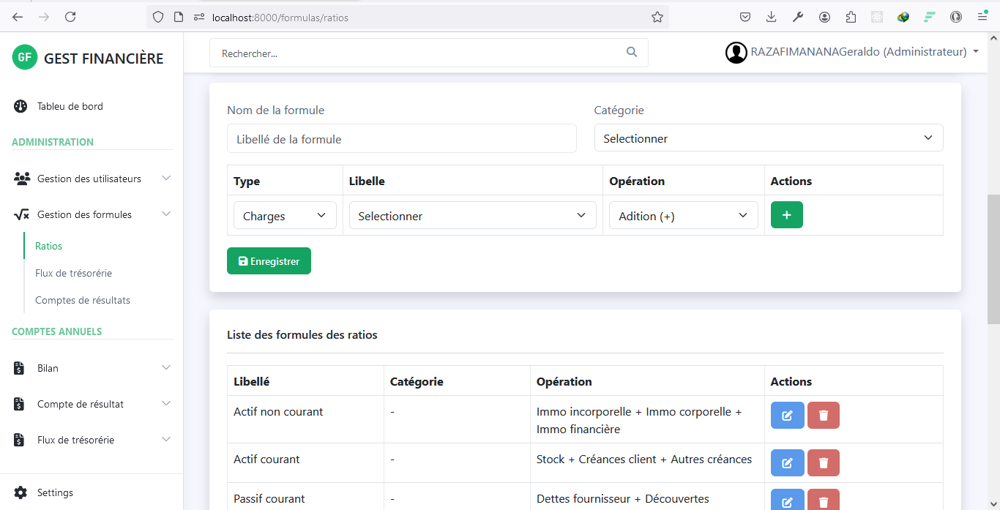 localhost:8000/formulas/ratios
GF GEST FINANCIÈRE
Rechercher...
RAZAFIMANANAGeraldo (Administrateur)
Tableu de bord
ADMINISTRATION
Gestion des utilisateurs
Gestion des formules
Ratios
Flux de trésorérie
Comptes de résultats
COMPTES ANNUELS
Bilan
Compte de résultat
Flux de trésorérie
Settings
Nom de la formule
Catégorie
Libellé de la formule
Selectionner
Type Libelle Opération Actions
Charges Selectionner Adition (+) +
Enregistrer
Liste des formules des ratios
Libellé Catégorie Opération Actions
Actif non courant - Immo incorporelle + Immo corporelle +
Immo financière
Actif courant - Stock + Créances client + Autres créances
Passif courant - Dettes fournisseur + Découvertes